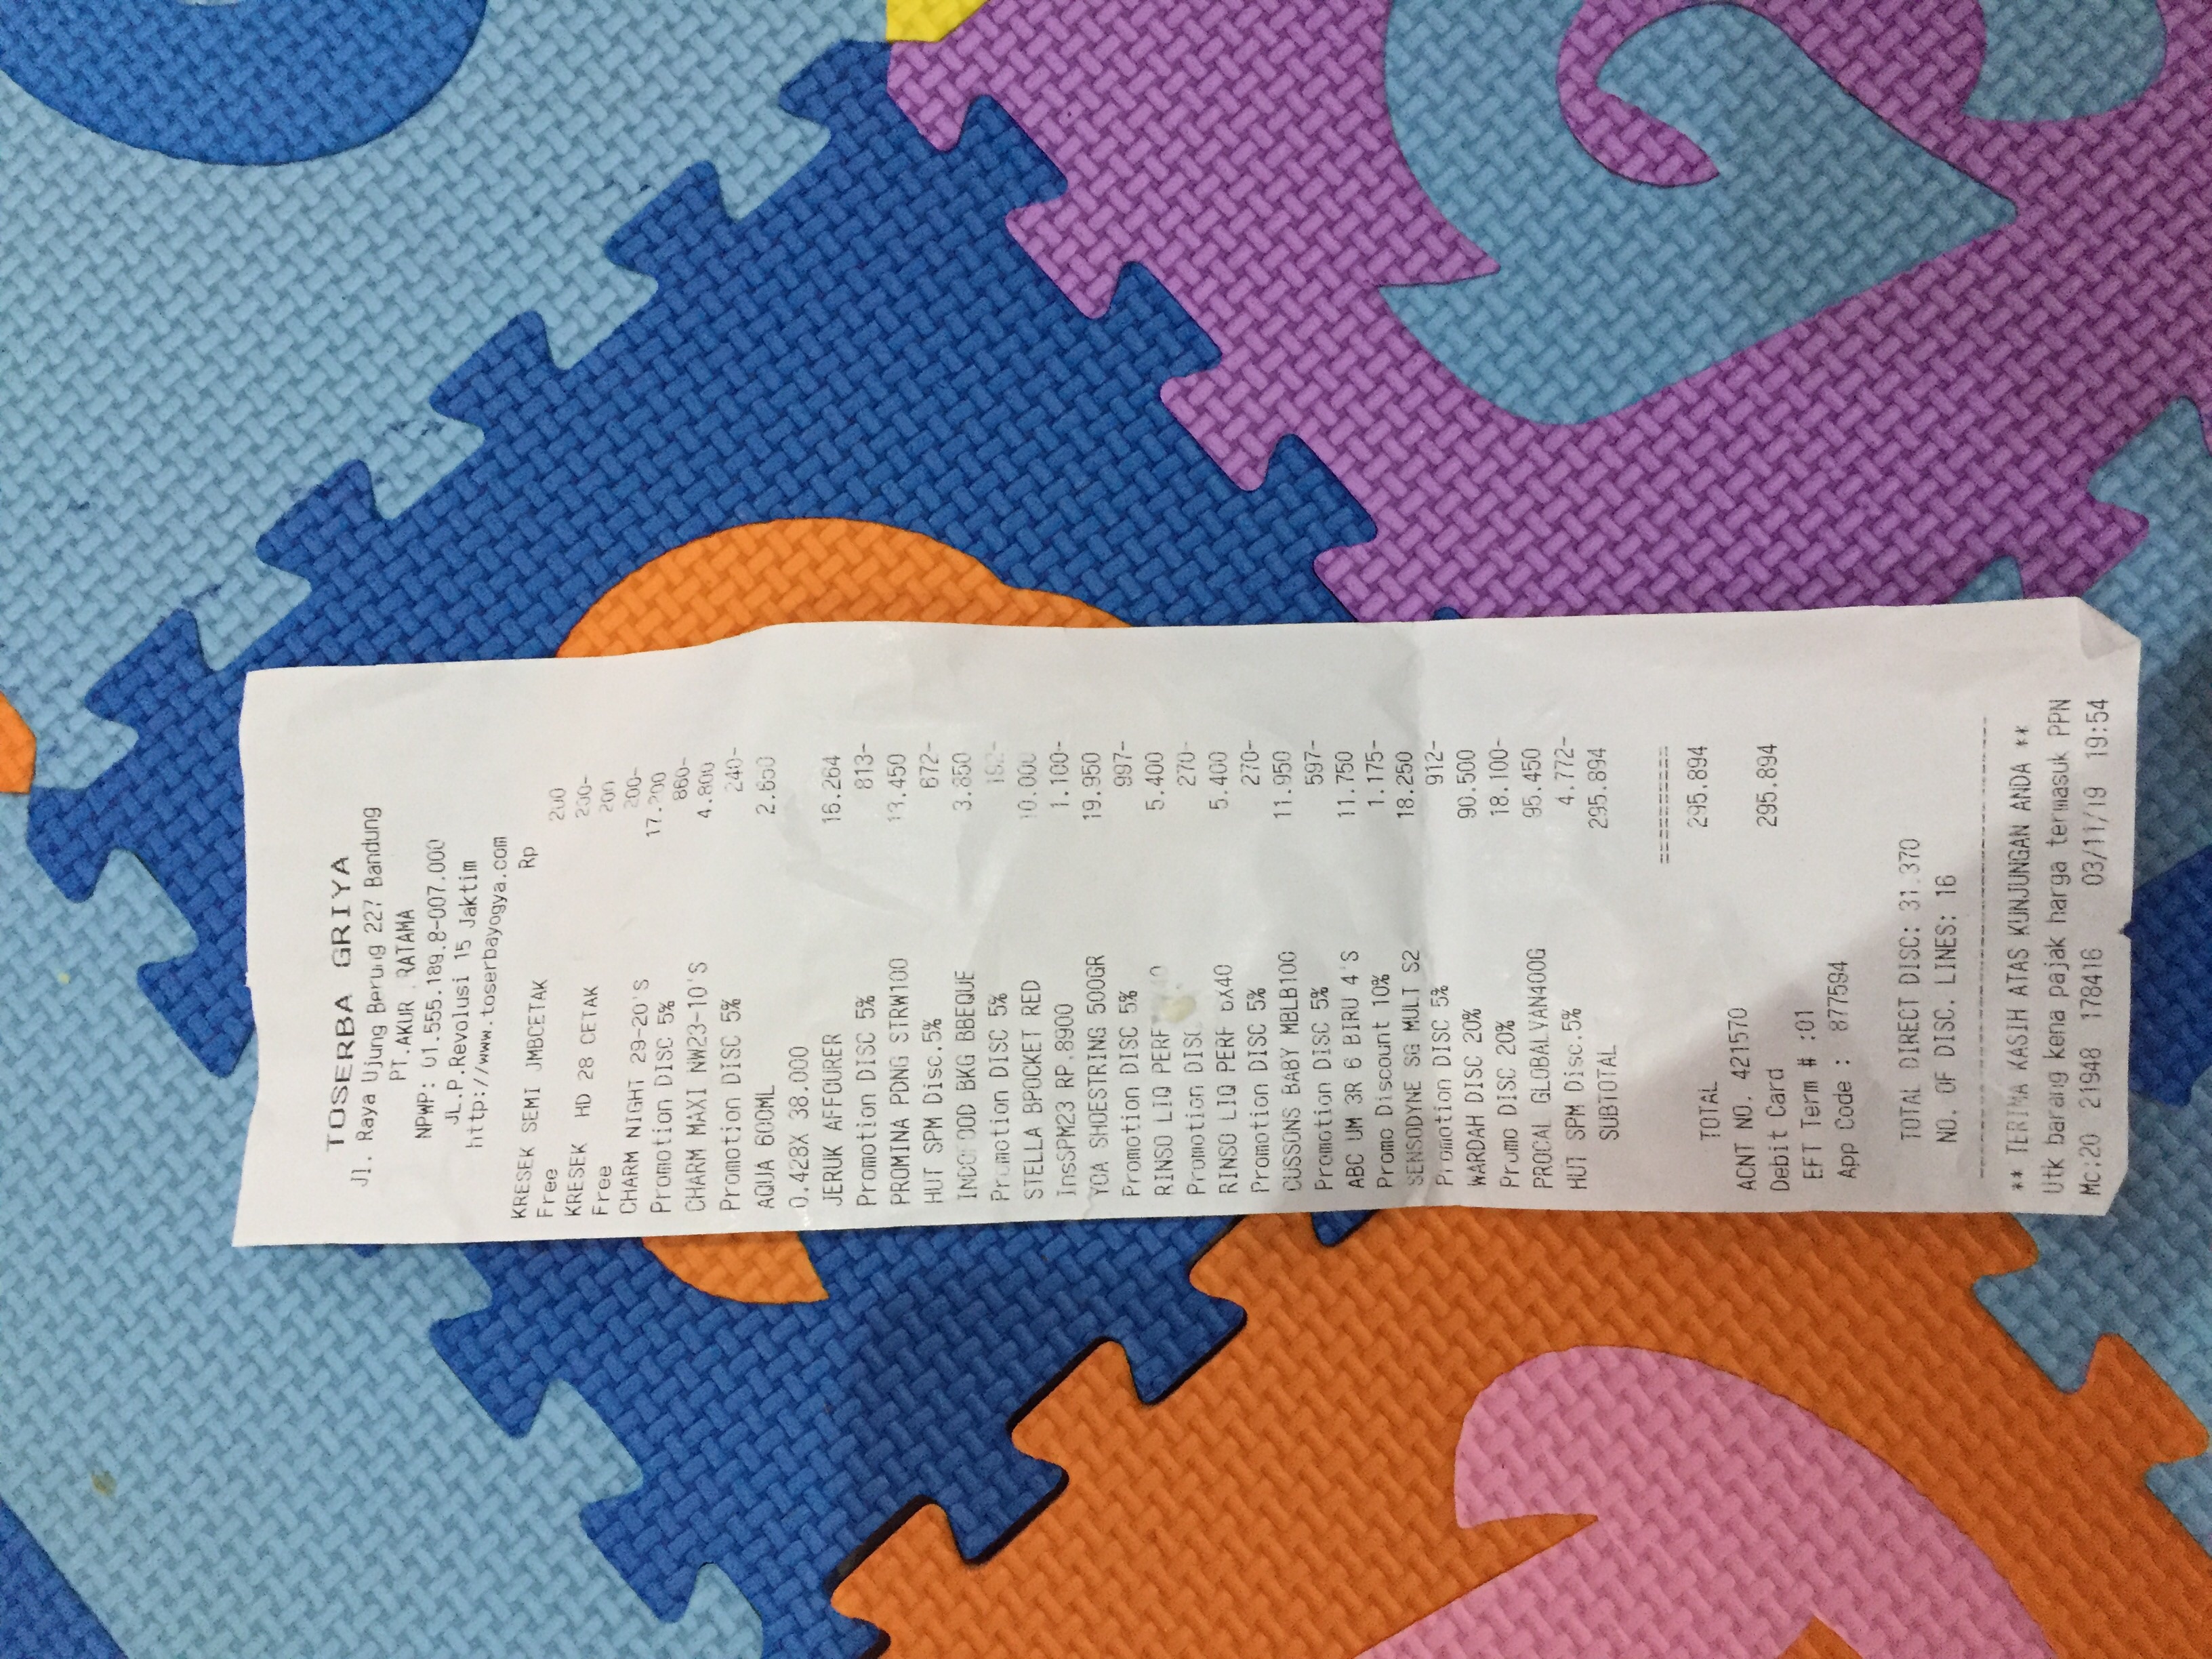 TOSERBA GRIYA
Jl. Raya Ujung Berung 227 Bandung
PT.AKUR RATAMA
NPWP: 01.555.189.8-007.000
JL.P.Revolusi 15 Jaktim
http://www.toserbayogya.com
Rp
KRESEK SEMI JMBCETAK 200
Free 200-
KRESEK HD 28 CETAK 200
Free 200-
CHARM NIGHT 29-20'S 17.200
Promotion DISC 5% 860-
CHARM MAXI NW23-10'S 4.800
Promotion DISC 5% 240-
AQUA 600ML 2.650
0.428X 38.000
JERUK AFFOURER 16.264
Promotion DISC 5% 813-
PROMINA PDNG STRW100 13.450
HUT SPM Disc.5% 672-
INDOFOOD BKG BBEQUE 3.850
Promotion DISC 5% 192-
STELLA BPOCKET RED 10.000
InsSPM23 RP.8900 1.100-
YOA SHOESTRING 500GR 19.950
Promotion DISC 5% 997-
RINSO LIQ PERF 5.400
Promotion DISC 270-
RINSO LIQ PERF 6X40 5.400
Promotion DISC 5% 270-
CUSSONS BABY MBLB100 11.950
Promotion DISC 5% 597-
ABC UM 3R 6 BIRU 4'S 11.750
Promo Discount 10% 1.175-
SENSODYNE SG MULT S2 18.250
Promotion DISC 5% 912-
WARDAH DISC 20% 90.500
Promo DISC 20% 18.100-
PROCAL GLOBALVAN400G 95.450
HUT SPM Disc.5% 4.772-
SUBTOTAL 295.894
==========
TOTAL 295.894
ACNT NO. 421570
Debit Card 295.894
EFT Term # :01
App Code : 877594
TOTAL DIRECT DISC: 31.370
NO. OF DISC. LINES: 16
** TERIMA KASIH ATAS KUNJUNGAN ANDA **
Utk barang kena pajak harga termasuk PPN
Mc:20 21948 178416 03/11/19 19:54